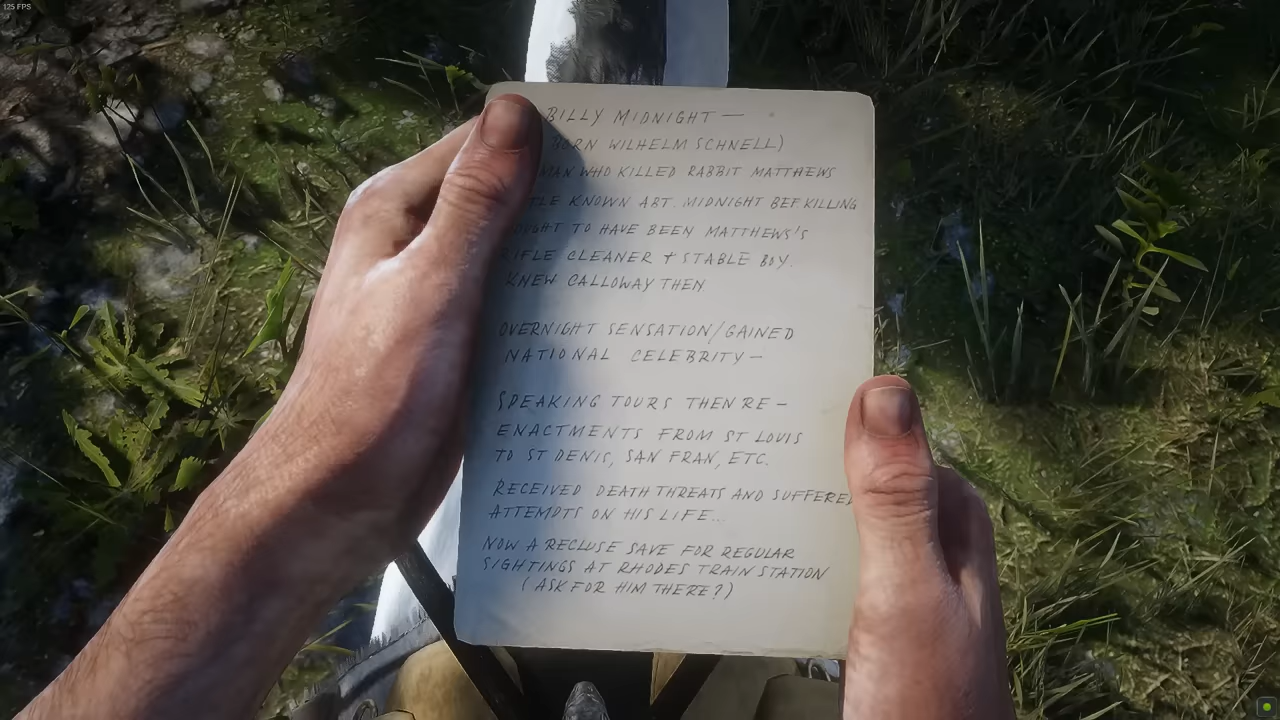 125 FPS
BILLY MIDNIGHT —
BORN WILHELM SCHNELL)
MAN WHO KILLED RABBIT MATTHEWS
KNOWN ABT. MIDNIGHT BEF KILLING
TO HAVE BEEN MATTHEWS'S
RIFLE CLEANER + STABLE BOY.
KNEW CALLOWAY THEN.
OVERNIGHT SENSATION/GAINED
NATIONAL CELEBRITY —
SPEAKING TOURS THEN RE –
ENACTMENTS FROM ST LOUIS
TO ST DENIS, SAN FRAN, ETC.
RECEIVED DEATH THREATS AND SUFFERED
ATTEMPTS ON HIS LIFE...
NOW A RECLUSE SAVE FOR REGULAR
SIGHTINGS AT RHODES TRAIN STATION
(ASK FOR HIM THERE?)